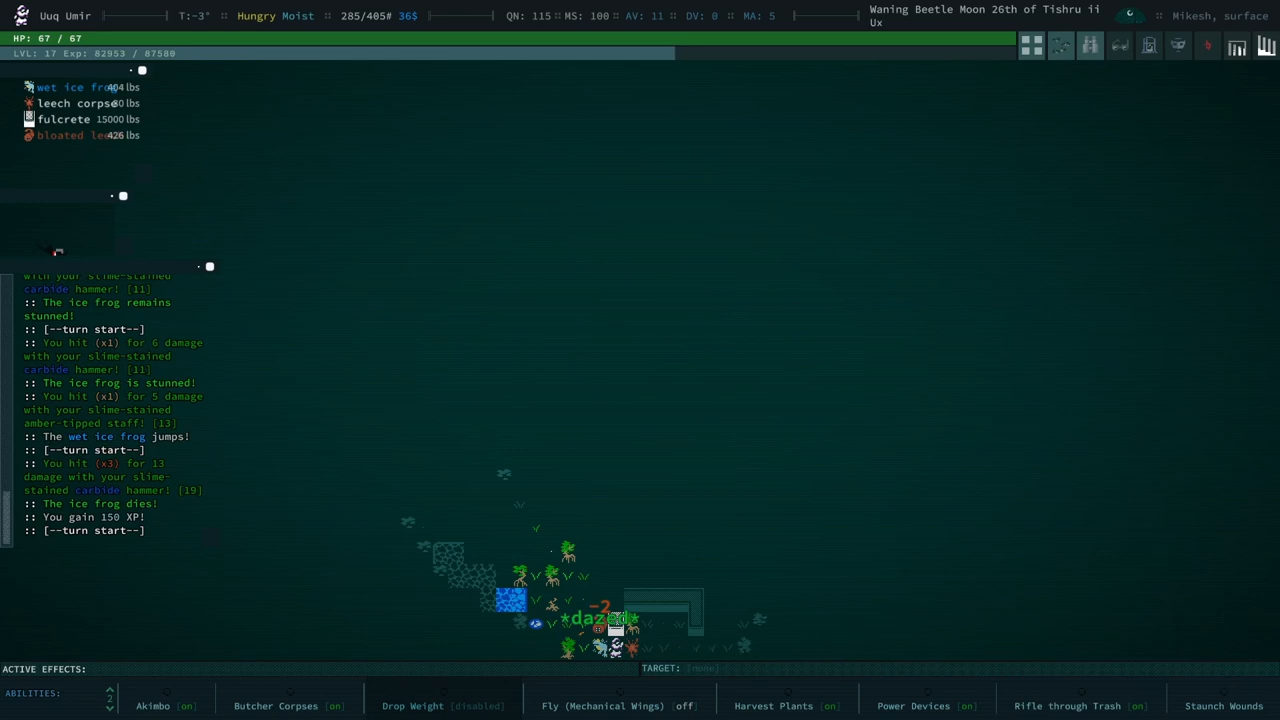 Uuq Umir T:-3° :: Hungry Moist :: 285/405# 36$ QN: 115 :: MS: 100 :: AV: 11 :: DV: 0 :: MA: 5 Waning Beetle Moon 26th of Tishru ii :: Mikesh, surface
Ux
HP: 67 / 67
LVL: 17 Exp: 82953 / 87580
wet ice frog 404 lbs
leech corpse 80 lbs
fulcrete 15000 lbs
426 lbs
with your slime-stained
carbide hammer! [11]
:: The ice frog remains
stunned!
:: [--turn start--]
:: You hit (x1) for 6 damage
with your slime-stained
carbide hammer! [11]
:: The ice frog is stunned!
:: You hit (x1) for 5 damage
with your slime-stained
amber-tipped staff! [13]
:: The wet ice frog jumps!
:: [--turn start--]
:: You hit (x3) for 13
damage with your slime-
stained carbide hammer! [19]
:: The ice frog dies!
:: You gain 150 XP!
:: [--turn start--]
-2
*dazed*
ACTIVE EFFECTS: TARGET: [none]
ABILITIES: 2 Akimbo [on] Butcher Corpses [on] Drop Weight [disabled] Fly (Mechanical Wings) [off] Harvest Plants [on] Power Devices [on] Rifle through Trash [on] Staunch Wounds